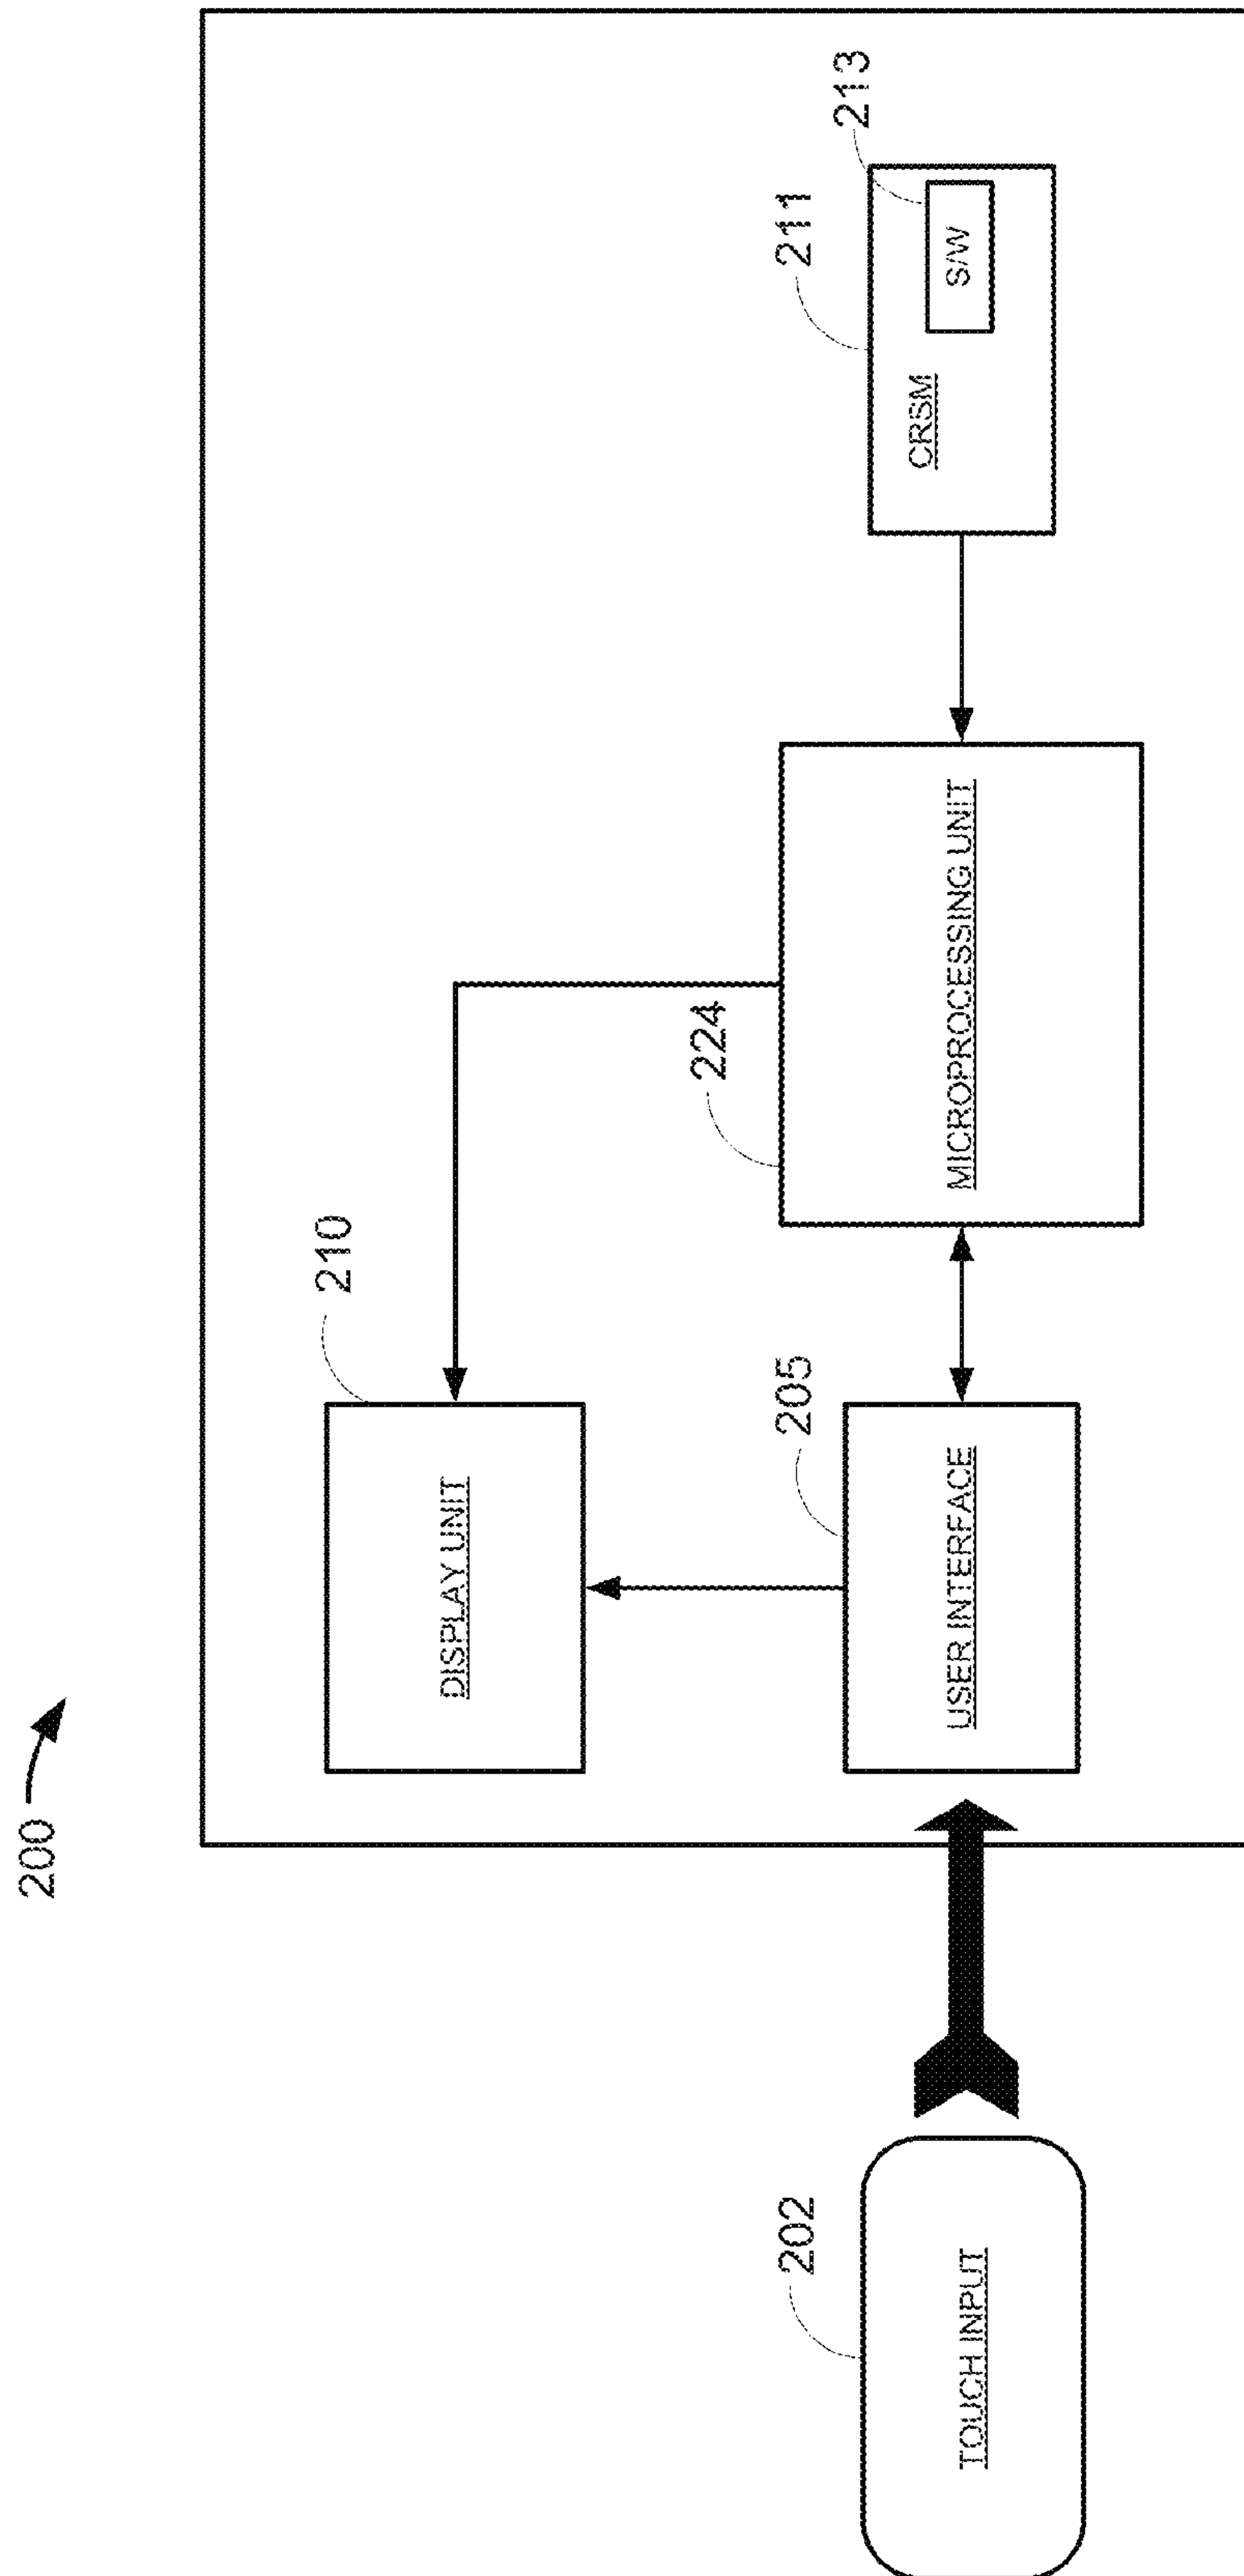 200
210
DISPLAY UNIT
224
202
205
211
213
TOUCH INPUT
USER INTERFACE
MICROPROCESSING UNIT
CRSM
S/W